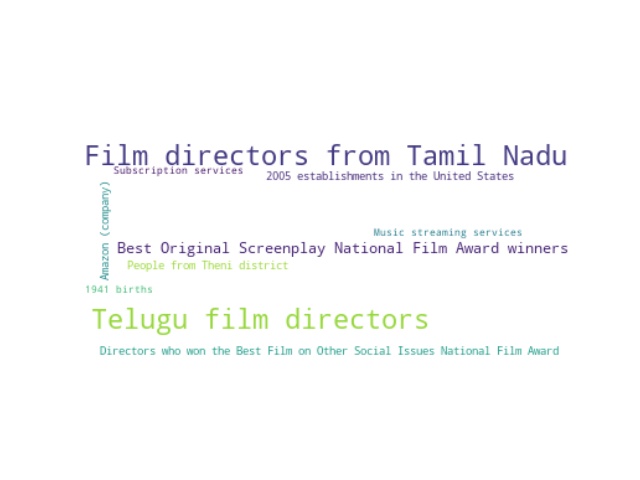 Film directors from Tamil Nadu
Subscription services
2005 establishments in the United States
Amazon (company)
Music streaming services
Best Original Screenplay National Film Award winners
People from Theni district
1941 births
Telugu film directors
Directors who won the Best Film on Other Social Issues National Film Award